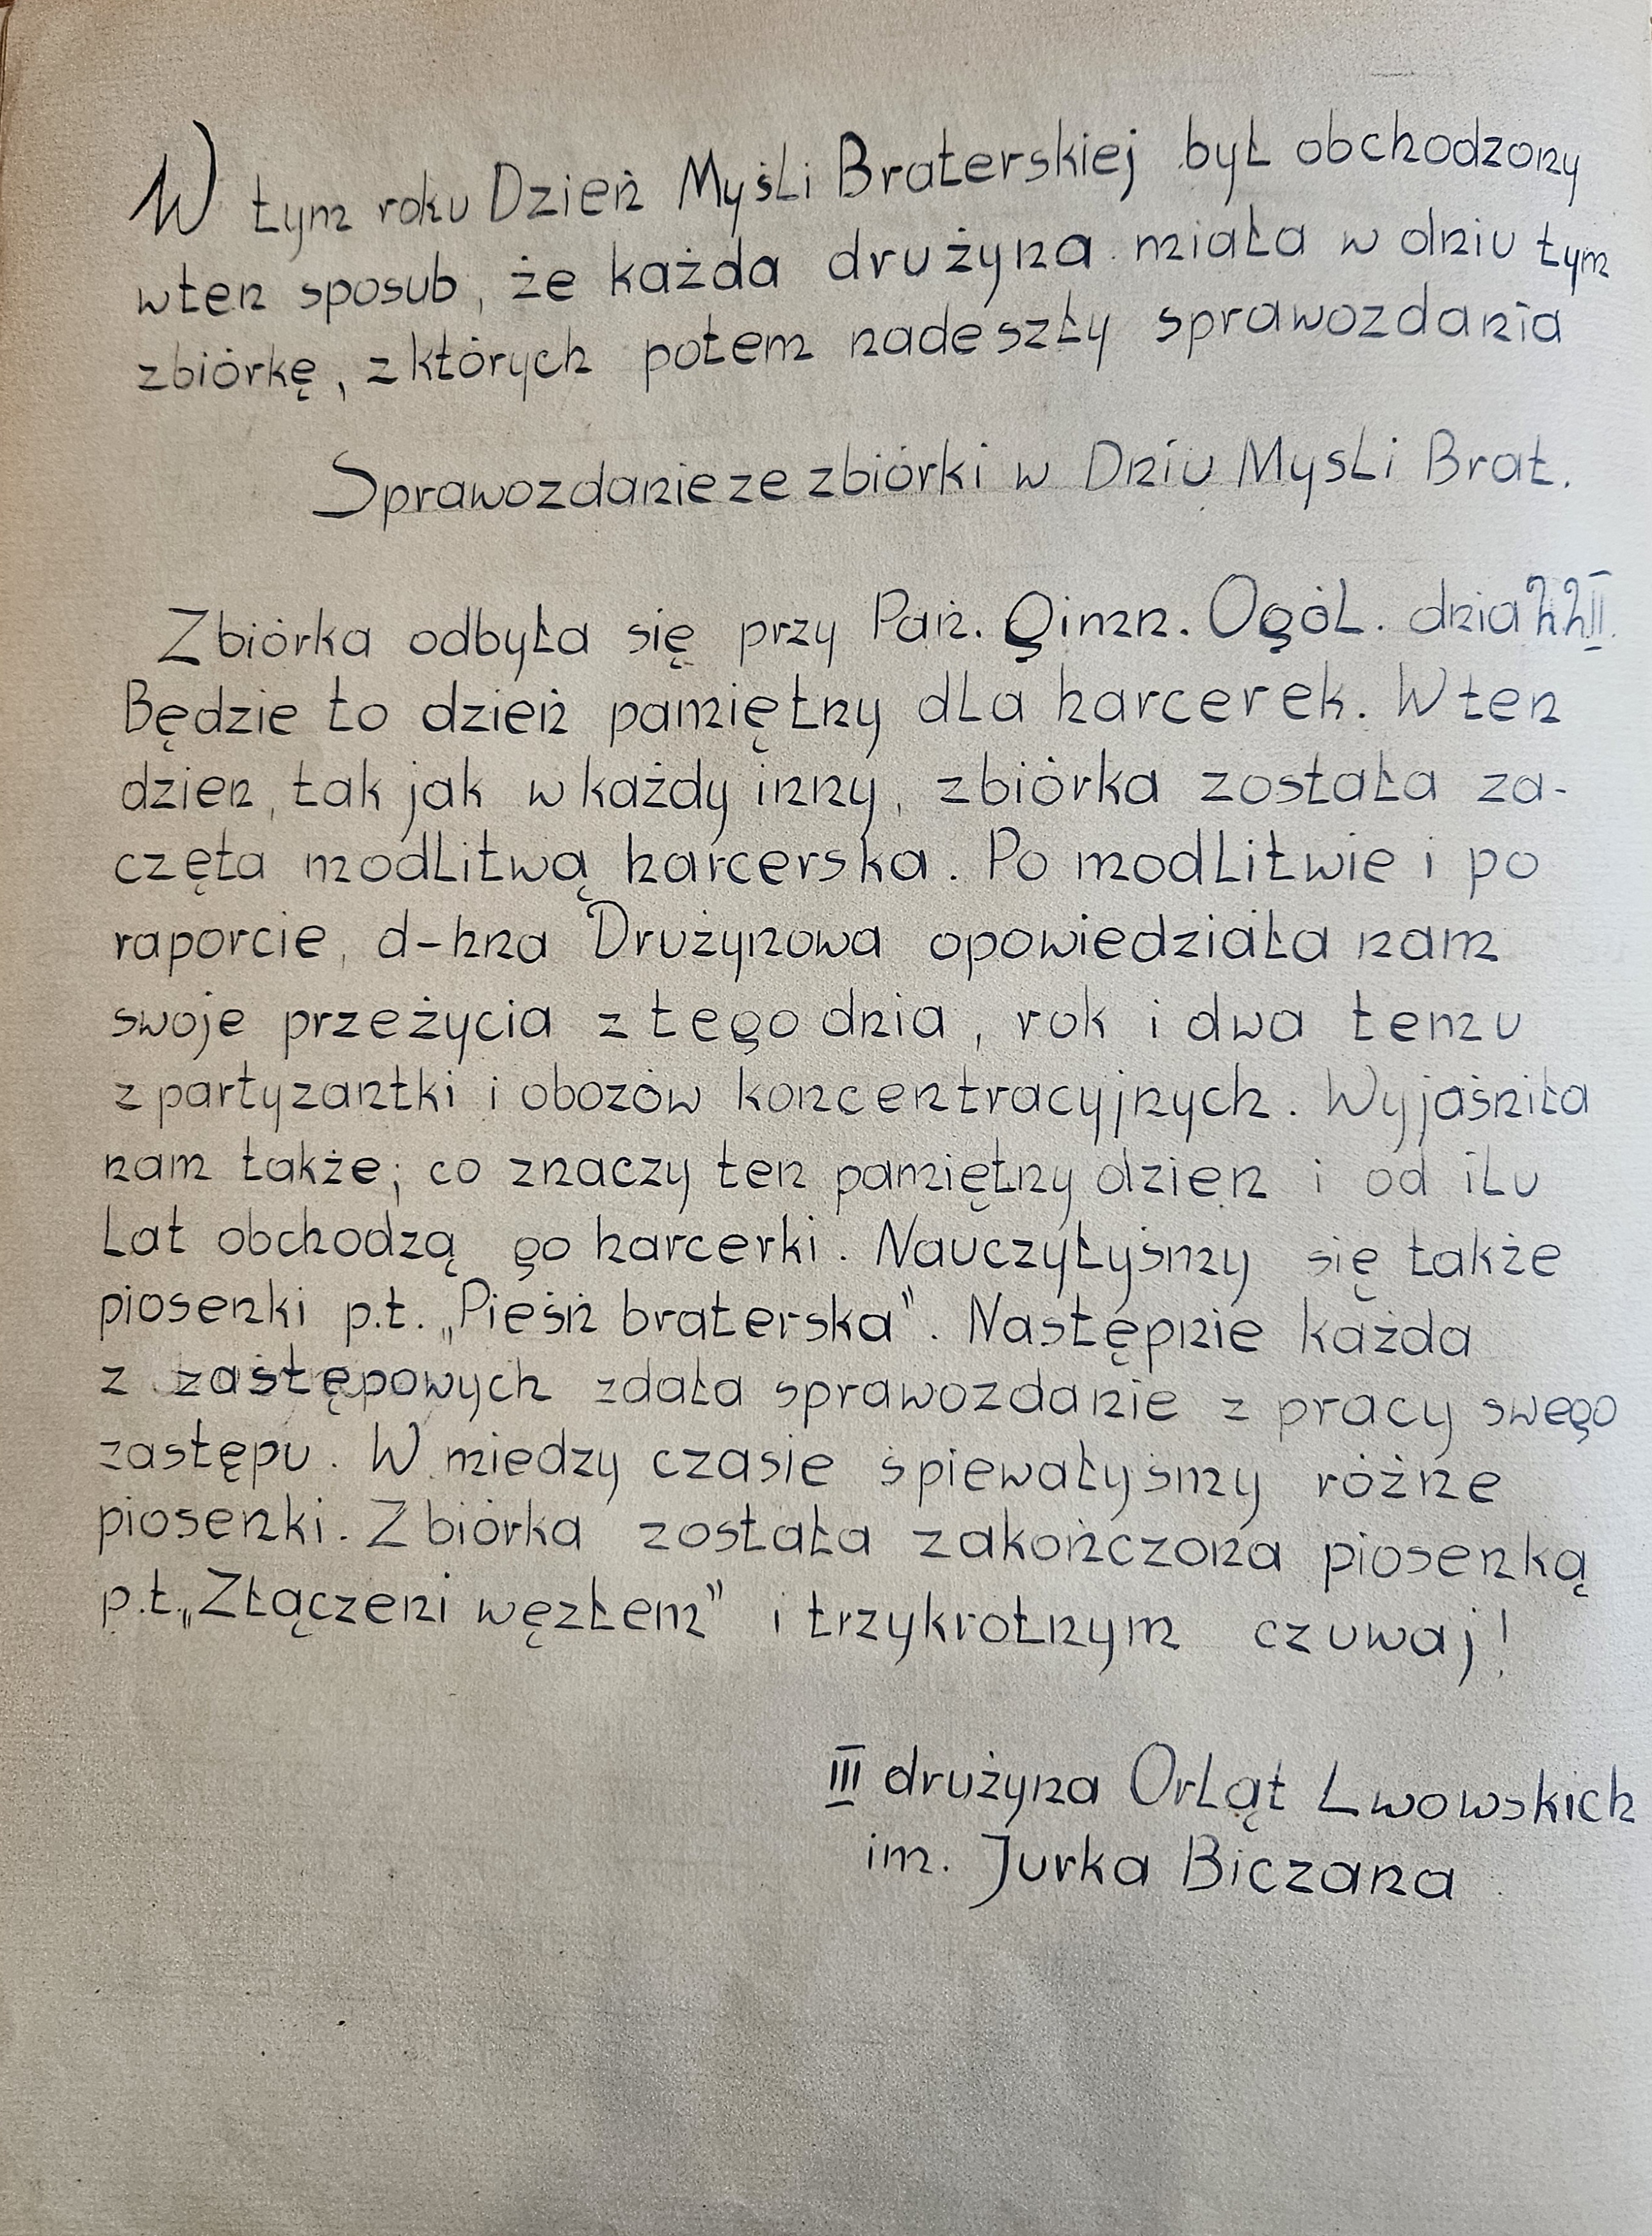 W tym roku Dzień Myśli Braterskiej był obchodzony
wten sposub, że każda drużyna miała w dniu tym
zbiórkę, z których potem nadeszły sprawozdania
Sprawozdanie ze zbiórki w Dniu Mysli Brat.
Zbiórka odbyła się przy Pań. Gimn. Ogól. dnia 22II.
Będzie to dzień pamiętny dla harcerek. W ten
dzien, tak jak w każdy inny, zbiórka została za-
częta modlitwą harcerska. Po modlitwie i po
raporcie, d-hna Drużynowa opowiedziała nam
swoje przeżycia z tego dnia, rok i dwa temu
z partyzantki i obozów koncentracyjnych. Wyjaśniła
nam także; co znaczy ten pamiętny dzien i od ilu
lat obchodzą go harcerki. Nauczyłyśmy się także
piosenki p.t. „Pieśń braterska”. Następnie każda
z zastępowych zdała sprawozdanie z pracy swego
zastępu. W miedzy czasie śpiewałyśmy różne
piosenki. Zbiórka została zakończona piosenką
p.t. „Złączeni węzłem” i trzykrotnym czuwaj!
III drużyna Orląt Lwowskich
im. Jurka Biczana